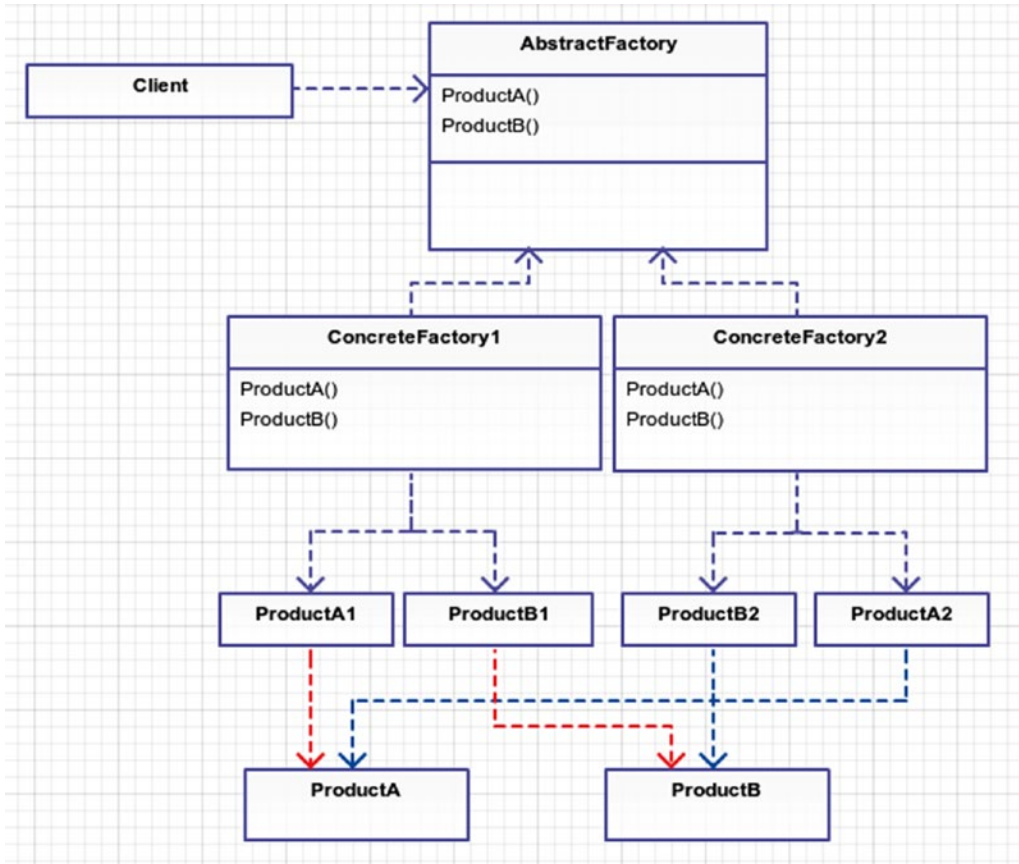 AbstractFactory
Client
ProductA()
ProductB()
ConcreteFactory1
ProductA()
ProductB()
ConcreteFactory2
ProductA()
ProductB()
ProductA1
ProductB1
ProductB2
ProductA2
ProductA
ProductB